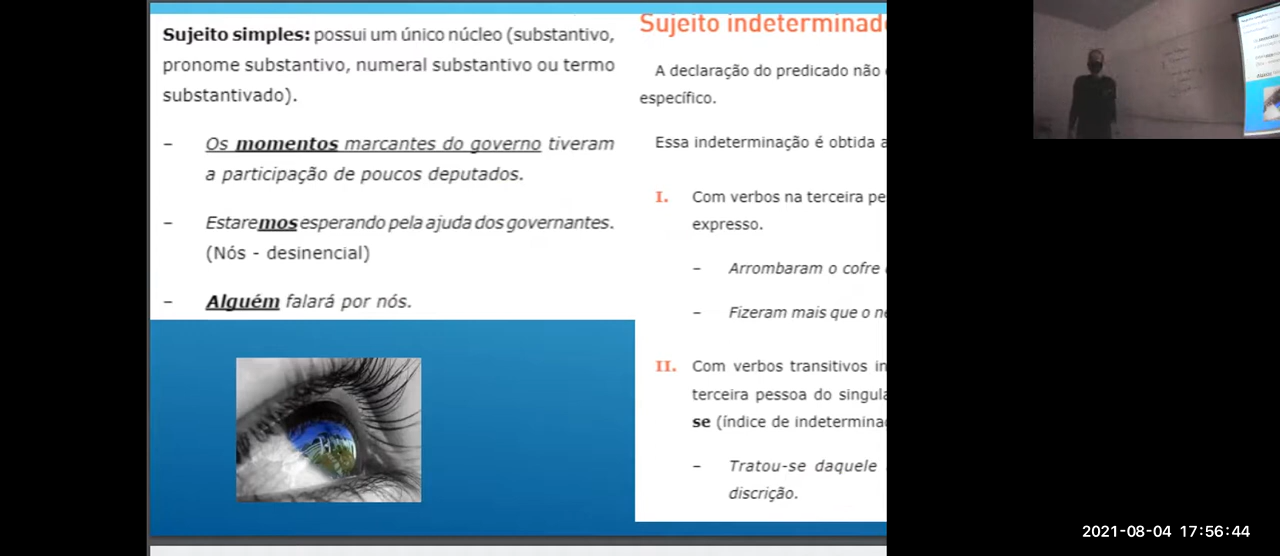 Sujeito simples: possui um único núcleo (substantivo,
pronome substantivo, numeral substantivo ou termo
substantivado).
– Os momentos marcantes do governo tiveram
a participação de poucos deputados.
– Estaremos esperando pela ajuda dos governantes.
(Nós - desinencial)
– Alguém falará por nós.
Sujeito indeterminad
A declaração do predicado não
específico.
Essa indeterminação é obtida a
I. Com verbos na terceira pe
expresso.
– Arrombaram o cofre
– Fizeram mais que o n
II. Com verbos transitivos in
terceira pessoa do singul
se (índice de indetermina
– Tratou-se daquele
discrição.
2021-08-04 17:56:44